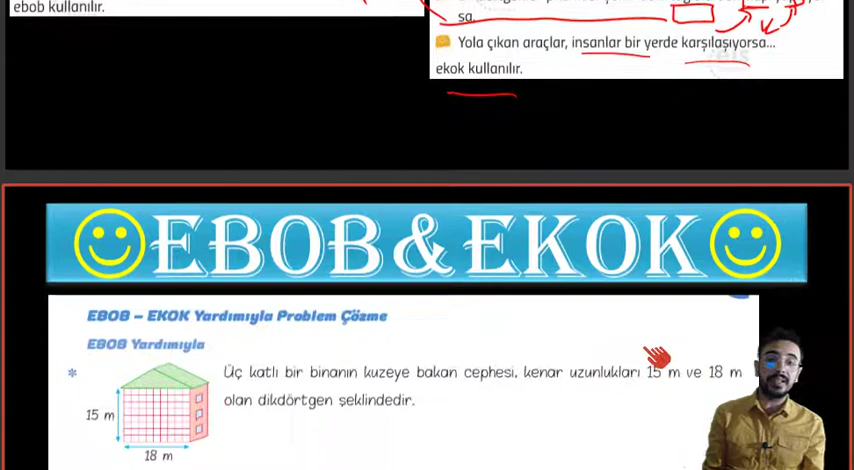 ebob kullanılır.
sa.
Yola çıkan araçlar, insanlar bir yerde karşılaşıyorsa...
ekok kullanılır.
EBOB&EKOK
EBOB – EKOK Yardımıyla Problem Çözme
EBOB Yardımıyla
* Üç katlı bir binanın kuzeye bakan cephesi, kenar uzunlukları 15 m ve 18 m
olan dikdörtgen şeklindedir.
15 m
18 m